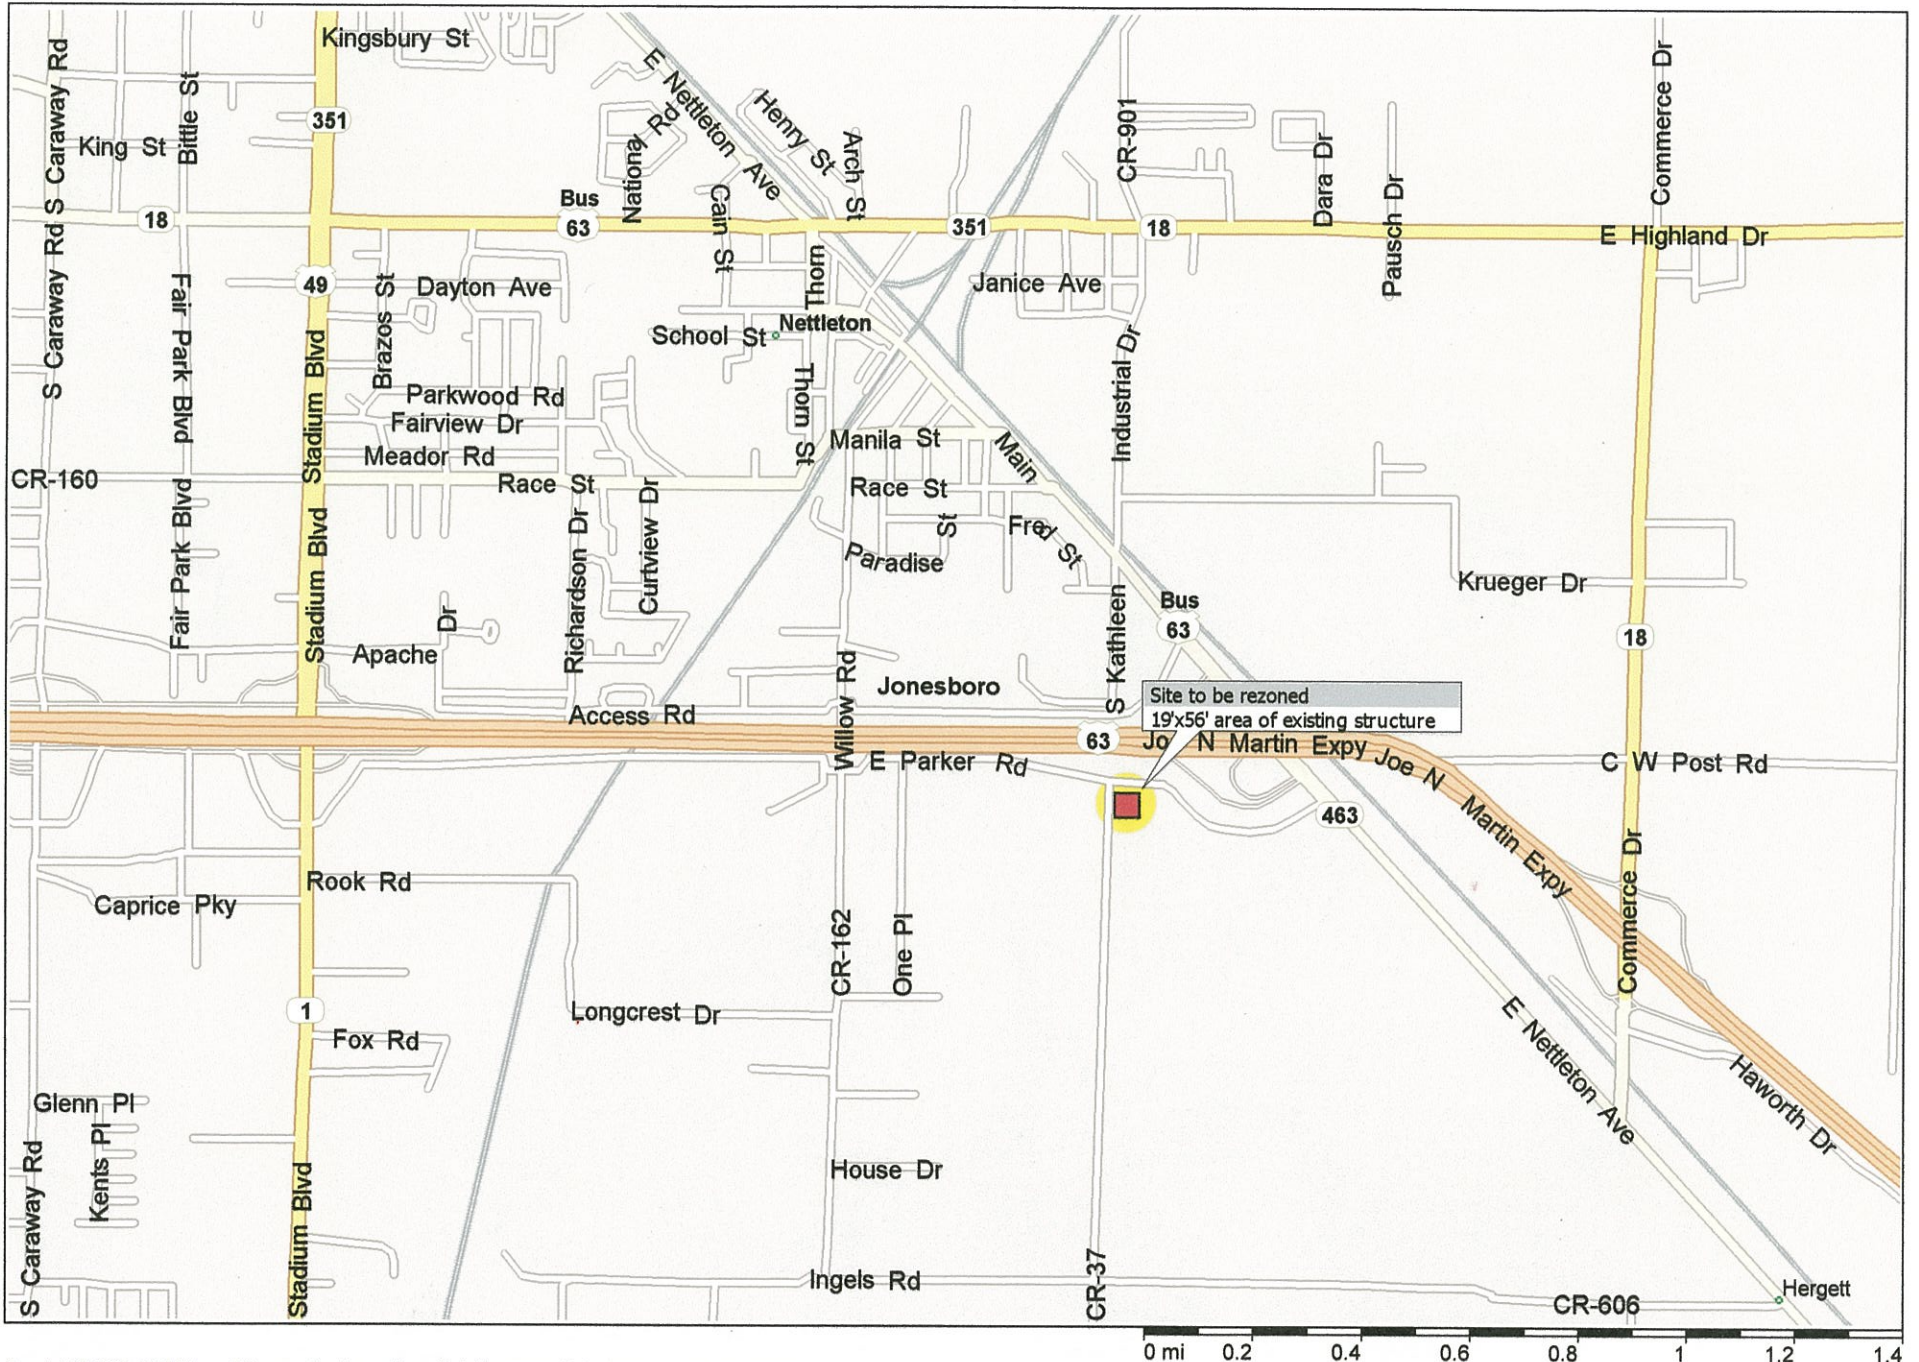 Kingsbury St
S Caraway Rd
Bittle St
351
King St
E Nettleton Ave
National Rd
Henry St
Arch St
CR-901
Dara Dr
Pausch Dr
Commerce Dr
18
Bus
63
Cain St
351
18
E Highland Dr
S Caraway Rd
Fair Park Blvd
49
Brazos St
Dayton Ave
Thorn
Janice Ave
School St
Nettleton
Stadium Blvd
Parkwood Rd
Fairview Dr
Meador Rd
Thorn St
Manila St
Main
Industrial Dr
CR-160
Race St
Race St
Fair Park Blvd
Stadium Blvd
Richardson Dr
Curtview Dr
Paradise St
Fred St
Krueger Dr
S Kathleen
Bus
63
18
Apache Dr
Willow Rd
Jonesboro
Site to be rezoned
19'x56' area of existing structure
Access Rd
63
Jo N Martin Expy
Joe N Martin Expy
E Parker Rd
C W Post Rd
463
Commerce Dr
Rook Rd
Caprice Pky
CR-162
One Pl
1
Longcrest Dr
Fox Rd
E Nettleton Ave
Haworth Dr
Glenn Pl
Kents Pl
S Caraway Rd
Stadium Blvd
House Dr
Ingels Rd
CR-37
CR-606
Hergett
0 mi 0.2 0.4 0.6 0.8 1 1.2 1.4